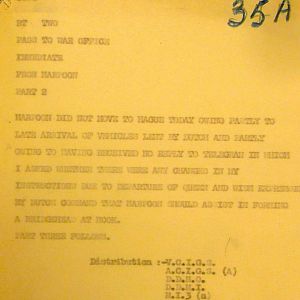 35A
PT TWO
PASS TO WAR OFFICE
IMMEDIATE
FROM HARPOON
PART 2
HARPOON DID NOT MOVE TO HAGUE TODAY OWING PARTLY TO
LATE ARRIVAL OF VEHICLES LENT BY DUTCH AND PARTLY
OWING TO HAVING RECEIVED NO REPLY TO TELEGRAM IN WHICH
I ASKED WHETHER THERE WERE ANY CHANGES IN MY
INSTRUCTIONS DUE TO DEPARTURE OF QUEEN AND WISH EXPRESSED
BY DUTCH COMMAND THAT HARPOON SHOULD ASSIST IN FORMING
A BRIDGEHEAD AT HOOK.
PART THREE FOLLOWS.
Distribution :-V.C.I.G.S.
A.C.I.G.S. (A)
D.D.M.O.
D.D.M.I.
M.I.3 (a)